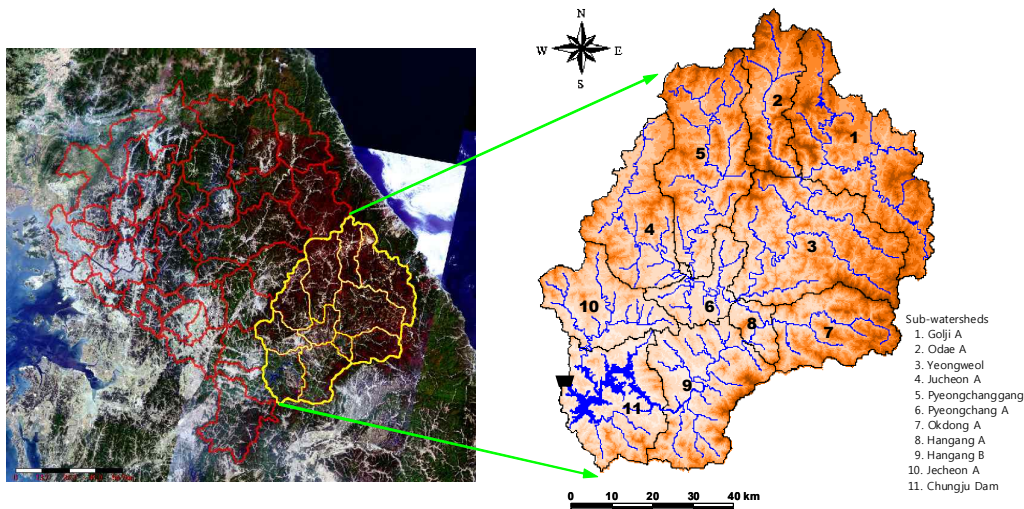 N
W E
S
2
1
5
4
3
10
6
8
7
9
11
Sub-watersheds
1. Golji A
2. Odae A
3. Yeongweol
4. Jucheon A
5. Pyeongchanggang
6. Pyeongchang A
7. Okdong A
8. Hangang A
9. Hangang B
10. Jecheon A
11. Chungju Dam
0 10 20 30 40 km